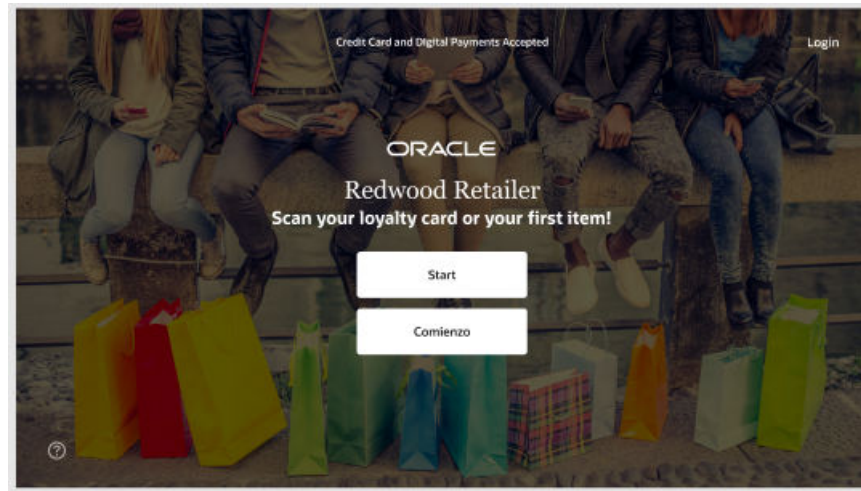 Credit Card and Digital Payments Accepted
Login
ORACLE
Redwood Retailer
Scan your loyalty card or your first item!
Start
Comienzo
?